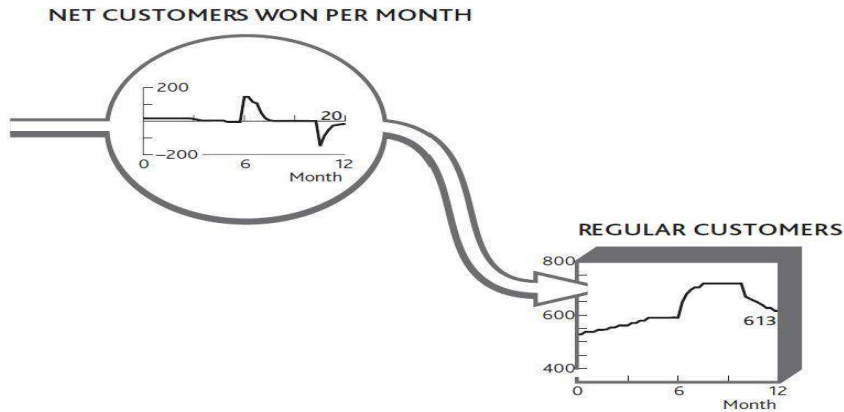 NET CUSTOMERS WON PER MONTH
200
20
−200
0 6 12
Month
REGULAR CUSTOMERS
800
600
613
400
0 6 12
Month